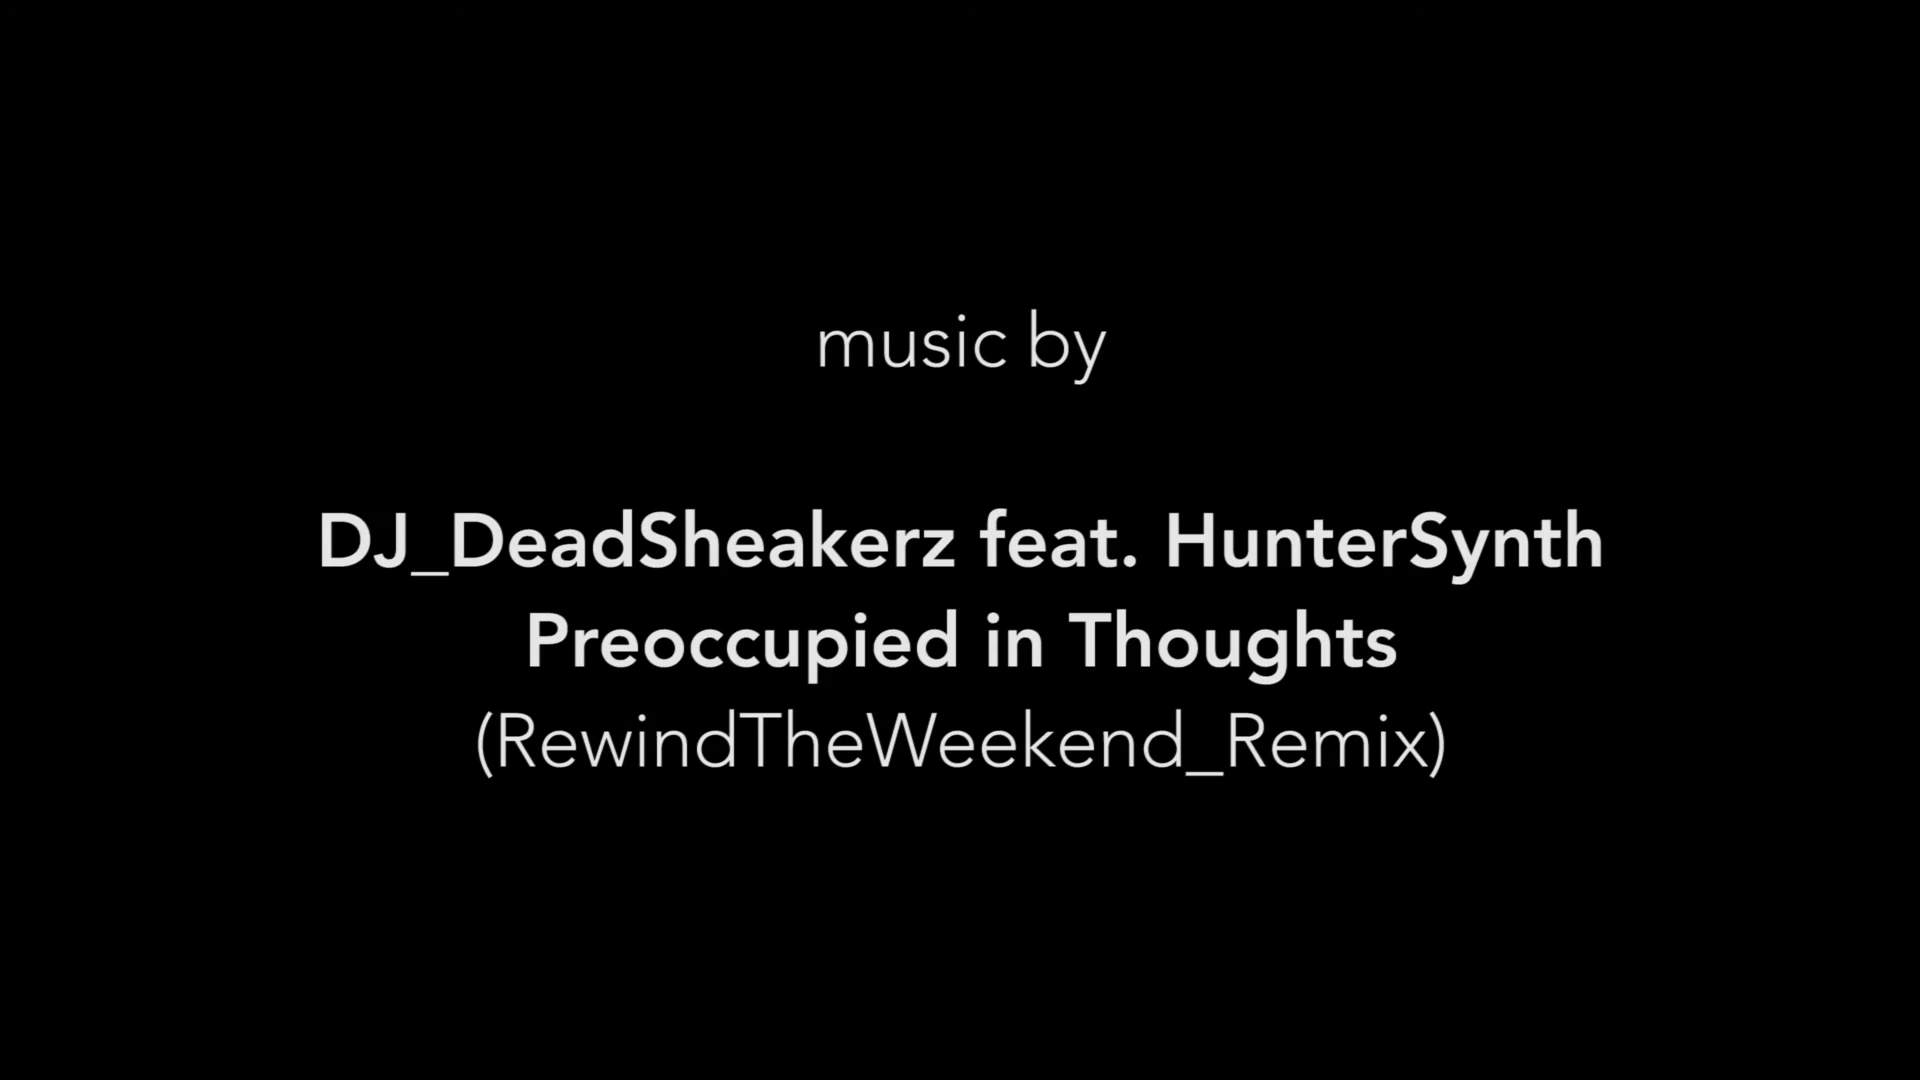 music by
DJ_DeadSheakerz feat. HunterSynth
Preoccupied in Thoughts
(RewindTheWeekend_Remix)